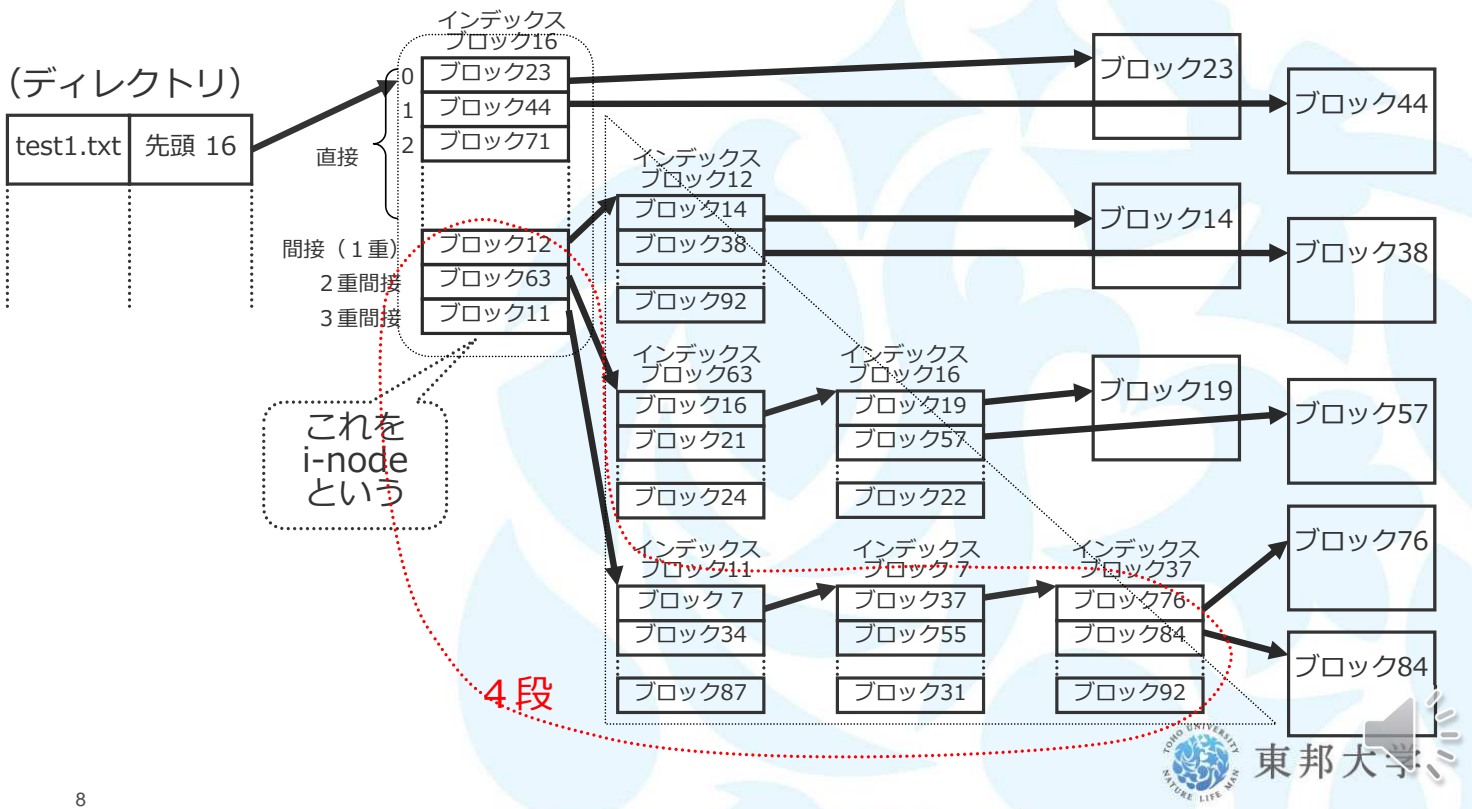 (ディレクトリ)
test1.txt
先頭 16
インデックス
ブロック16
0
ブロック23
1
ブロック44
2
ブロック71
直接
間接（１重）
ブロック12
２重間接
ブロック63
３重間接
ブロック11
これを
i-node
という
インデックス
ブロック12
ブロック14
ブロック38
ブロック92
インデックス
ブロック63
ブロック16
ブロック21
ブロック24
インデックス
ブロック16
ブロック19
ブロック57
ブロック22
インデックス
ブロック11
ブロック 7
ブロック34
ブロック87
インデックス
ブロック 7
ブロック37
ブロック55
ブロック31
インデックス
ブロック37
ブロック76
ブロック84
ブロック92
ブロック23
ブロック44
ブロック14
ブロック38
ブロック19
ブロック57
ブロック76
ブロック84
４段
TOHO UNIVERSITY
NATURE LIFE MAN
東邦大学
8